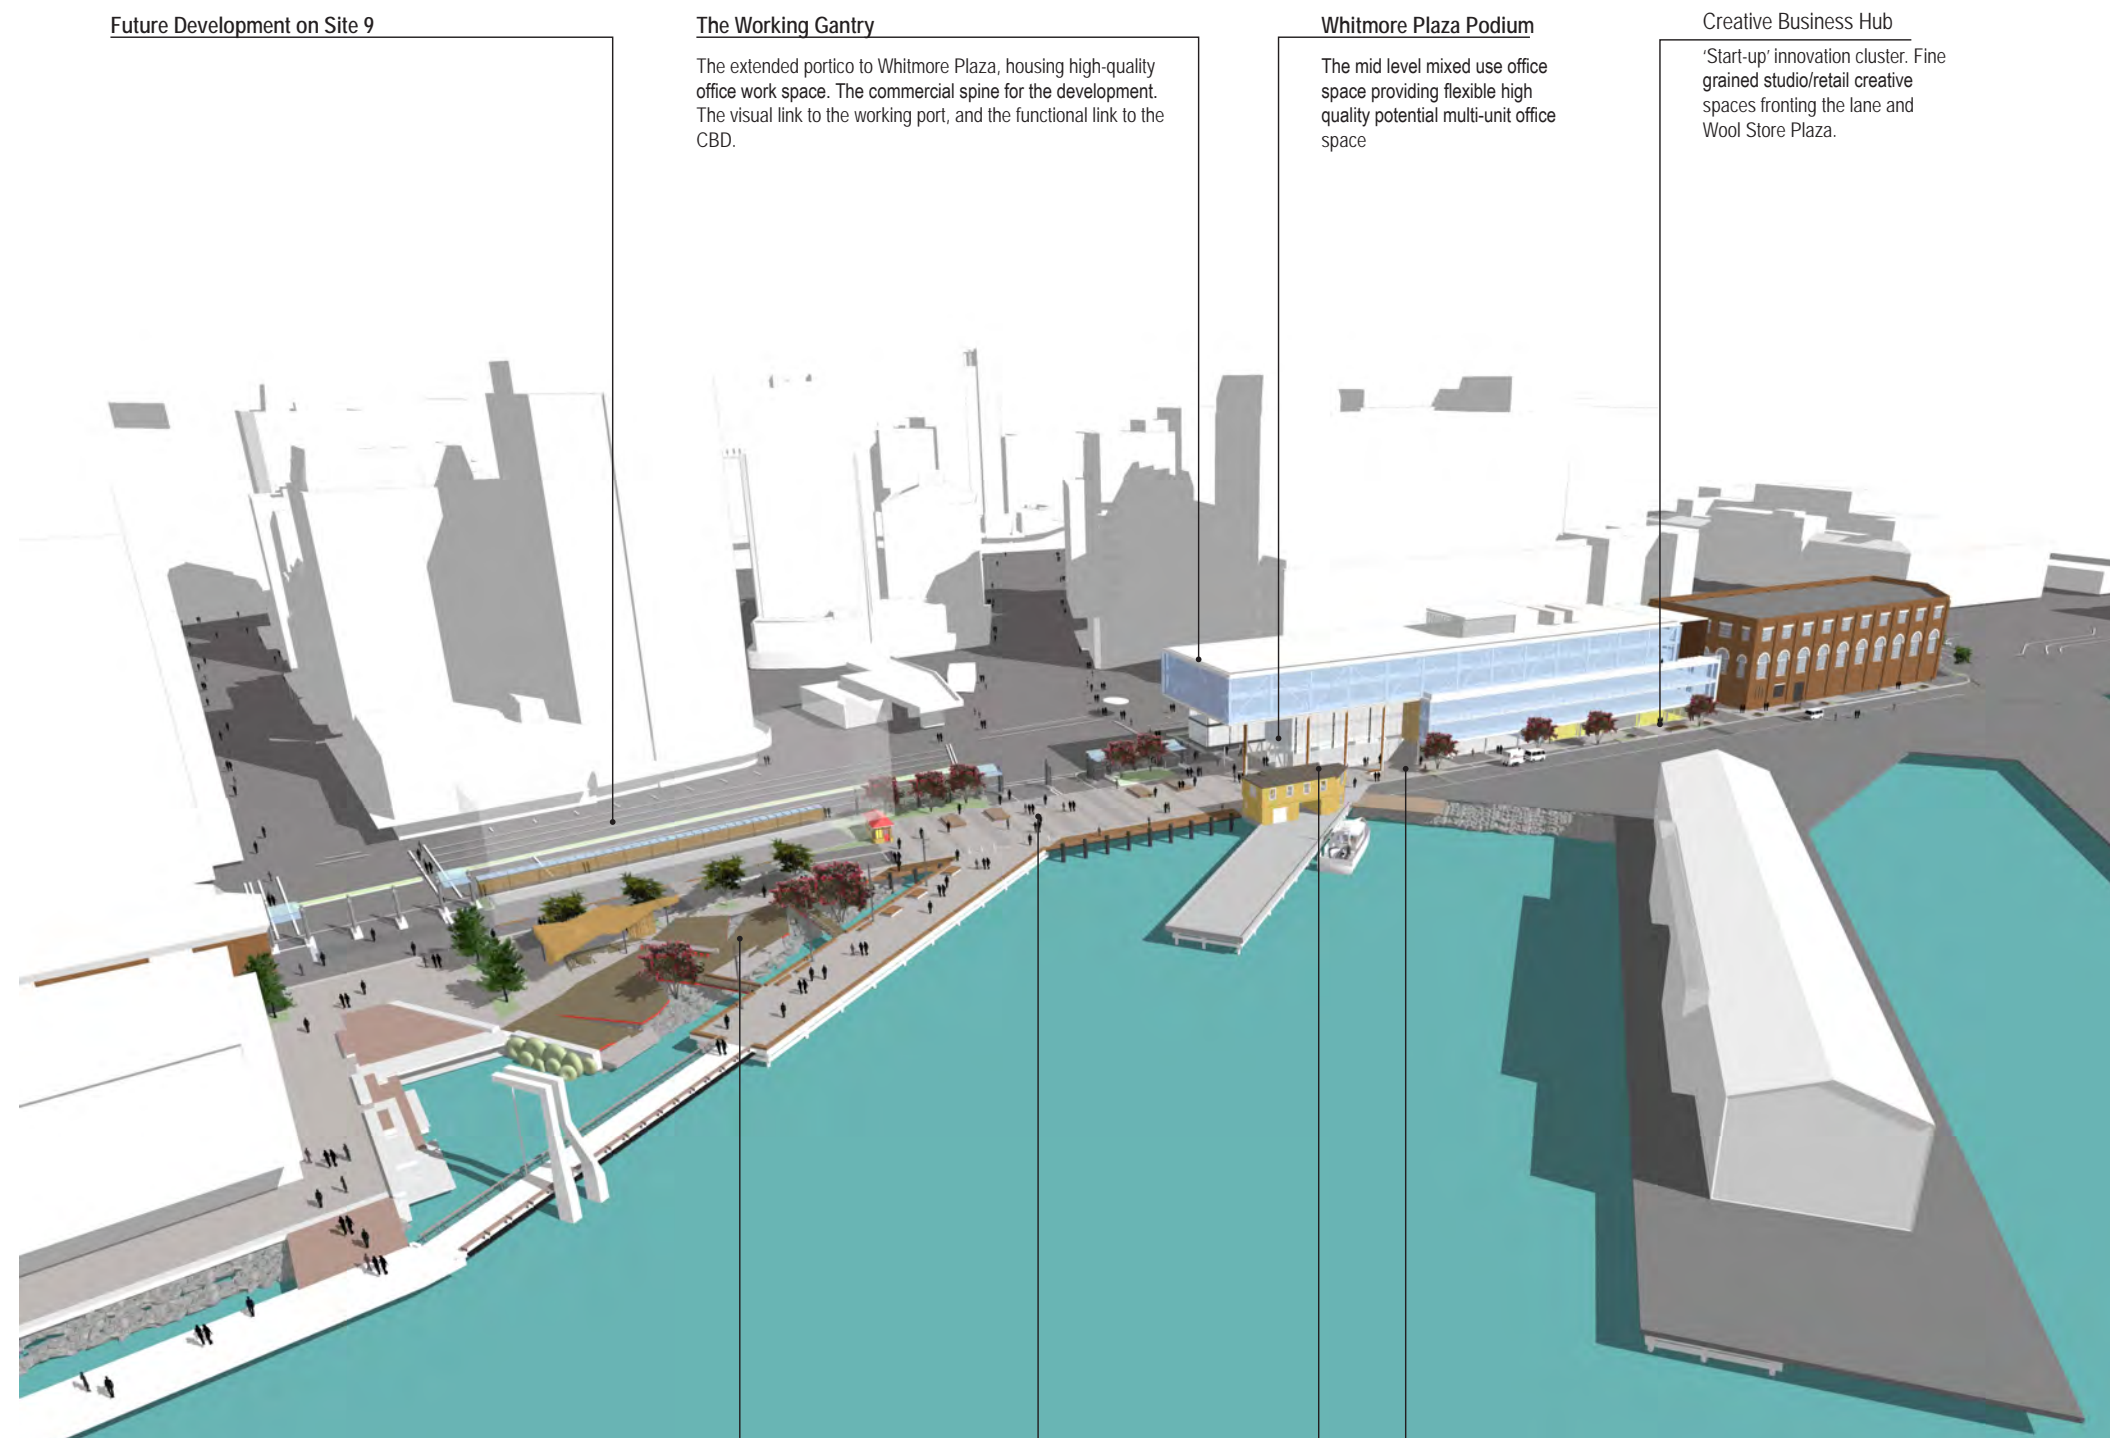 Future Development on Site 9
The Working Gantry
The extended portico to Whitmore Plaza, housing high-quality
office work space. The commercial spine for the development.
The visual link to the working port, and the functional link to the
CBD.
Whitmore Plaza Podium
The mid level mixed use office
space providing flexible high
quality potential multi-unit office
space
Creative Business Hub
‘Start-up’ innovation cluster. Fine
grained studio/retail creative
spaces fronting the lane and
Wool Store Plaza.